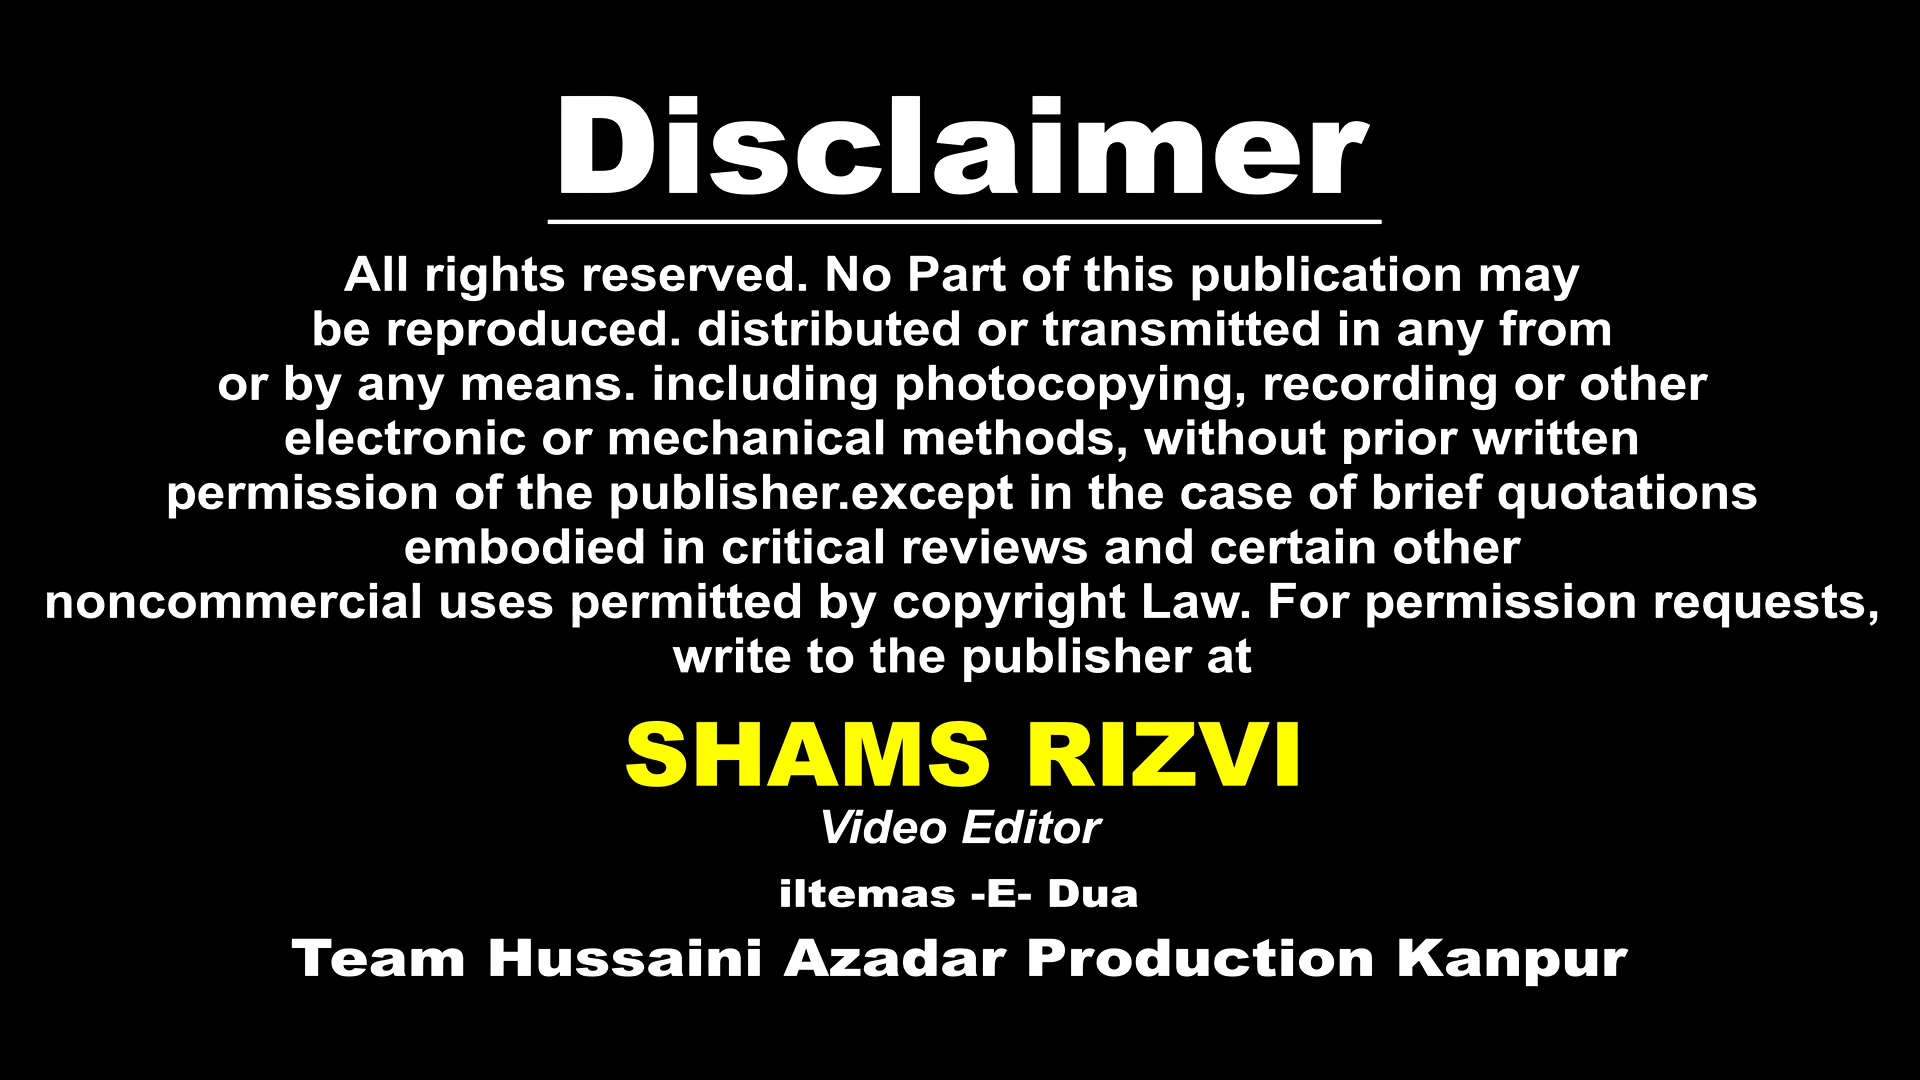 Disclaimer
All rights reserved. No Part of this publication may
be reproduced. distributed or transmitted in any from
or by any means. including photocopying, recording or other
electronic or mechanical methods, without prior written
permission of the publisher.except in the case of brief quotations
embodied in critical reviews and certain other
noncommercial uses permitted by copyright Law. For permission requests,
write to the publisher at
SHAMS RIZVI
Video Editor
iltemas -E- Dua
Team Hussaini Azadar Production Kanpur